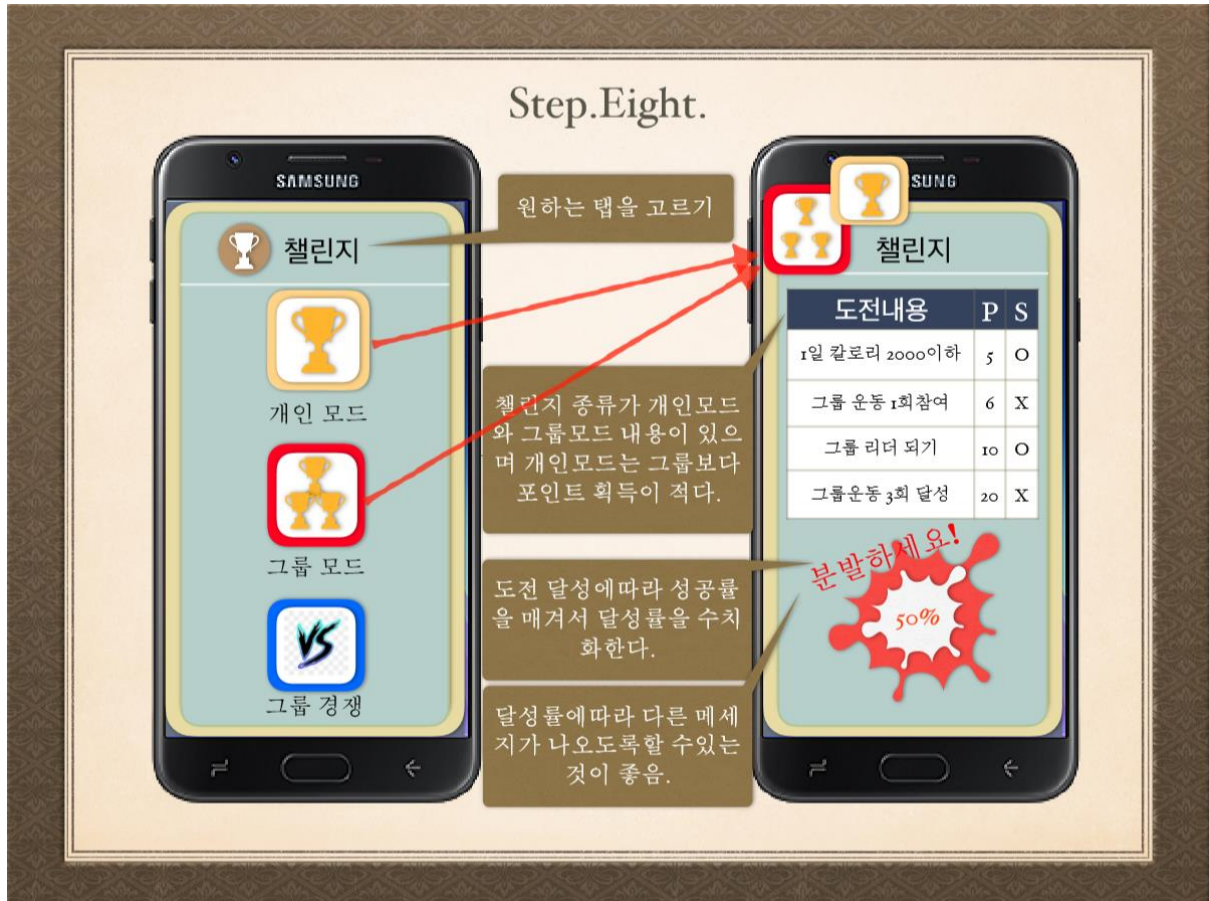 Step.Eight.
SAMSUNG
챌린지
개인 모드
그룹 모드
VS
그룹 경쟁
원하는 탭을 고르기
챌린지 종류가 개인모드
와 그룹모드 내용이 있으
며 개인모드는 그룹보다
포인트 획득이 적다.
도전 달성에따라 성공률
을 매겨서 달성률을 수치
화한다.
달성률에따라 다른 메세
지가 나오도록할 수있는
것이 좋음.
SUNG
챌린지
도전내용 P S
1일 칼로리 2000이하 5 O
그룹 운동 1회참여 6 X
그룹 리더 되기 10 O
그룹운동 3회 달성 20 X
분발하세요!
50%